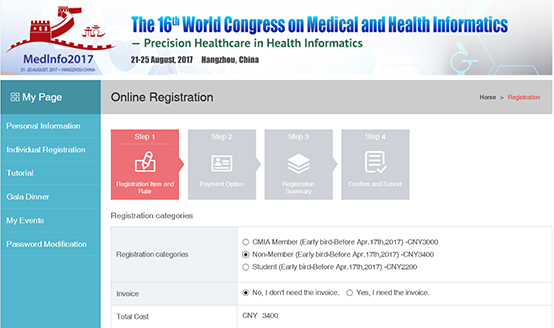 The 16th World Congress on Medical and Health Informatics
– Precision Healthcare in Health Informatics
21-25 August, 2017 Hangzhou, China
MedInfo2017
21 - 25 AUGUST, 2017 • HANGZHOU CHINA
My Page
Personal Information
Individual Registration
Tutorial
Gala Dinner
My Events
Password Modification
Online Registration
Home > Registration
Step 1
Registration Item and
Rate
Step 2
Payment Option
Step 3
Registration
Summary
Step 4
Confirm and Submit
Registration categories
Registration categories
CMIA Member (Early bird-Before Apr.17th,2017) -CNY3000
Non-Member (Early bird-Before Apr.17th,2017) -CNY3400
Student (Early bird-Before Apr.17th,2017) -CNY2200
Invoice
No, I don't need the invoice. Yes, I need the invoice.
Total Cost
CNY 3400